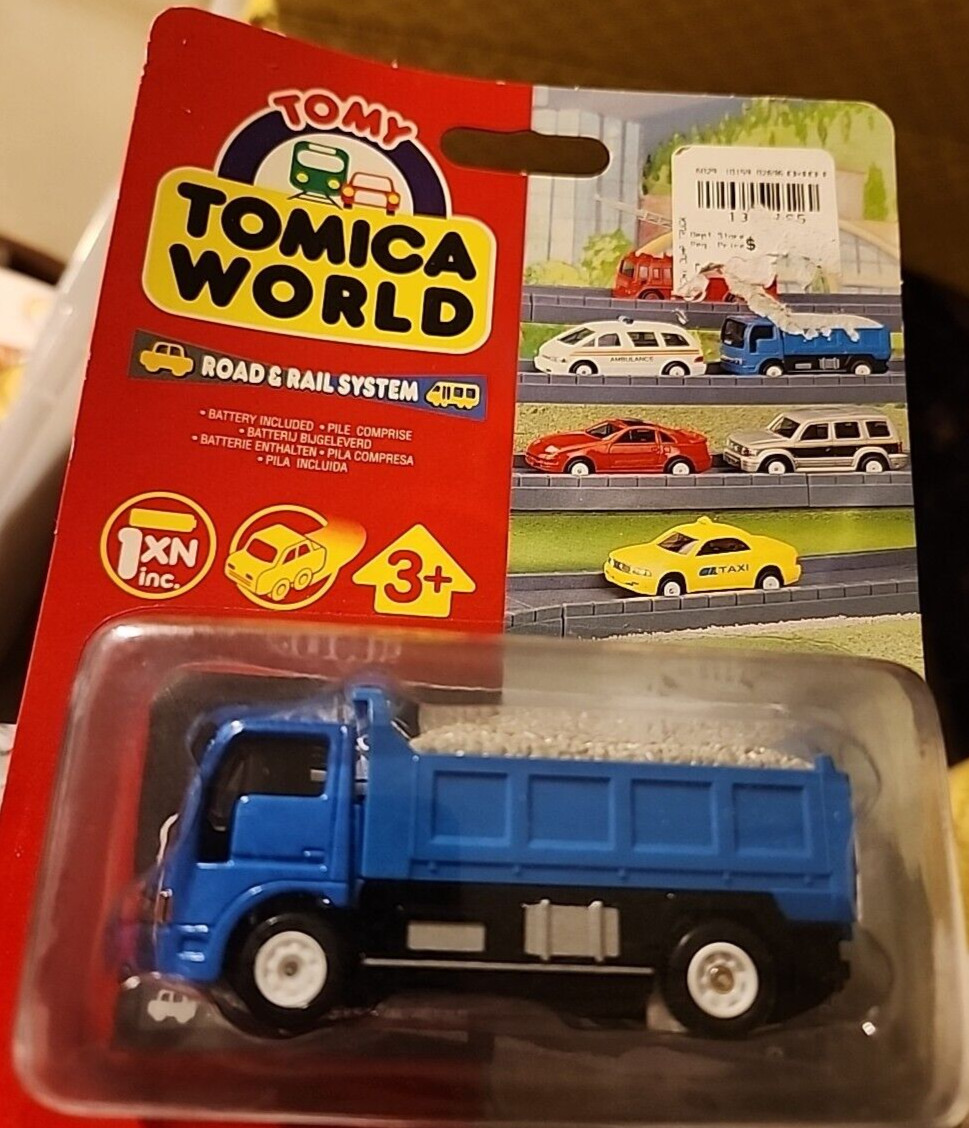 TOMY
TOMICA
WORLD
ROAD & RAIL SYSTEM
• BATTERY INCLUDED • PILE COMPRISE
• BATTERIJ BIJGELEVERD
• BATTERIE ENTHALTEN • PILA COMPRESA
• PILA INCLUIDA
1XN
inc.
3+
Dept Store
Reg. Price $
AMBULANCE
TAXI